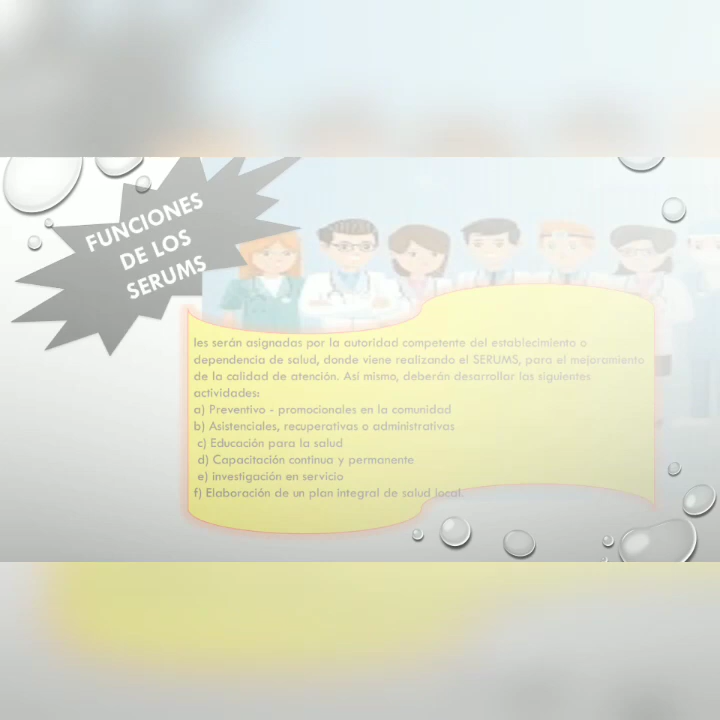 FUNCIONES
DE LOS
SERUMS
les serán asignadas por la autoridad competente del establecimiento o
dependencia de salud, donde viene realizando el SERUMS, para el mejoramiento
de la calidad de atención. Así mismo, deberán desarrollar las siguientes
actividades:
a) Preventivo - promocionales en la comunidad
b) Asistenciales, recuperativas o administrativas
c) Educación para la salud
d) Capacitación continua y permanente
e) investigación en servicio
f) Elaboración de un plan integral de salud local.